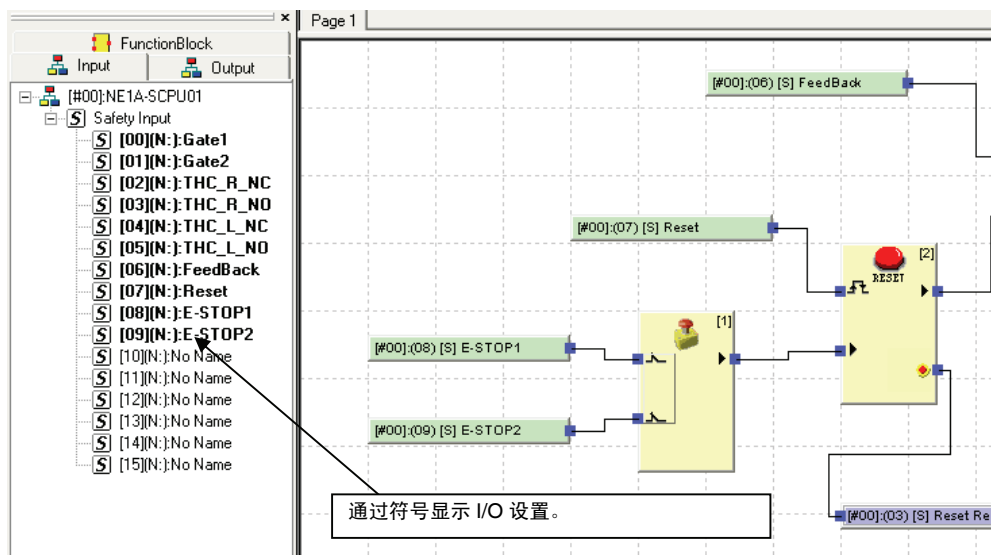 ×
Page 1
FunctionBlock
Input
Output
[#00]:NE1A-SCPU01
S Safety Input
S [00](N: ):Gate1
S [01](N: ):Gate2
S [02](N: ):THC_R_NC
S [03](N: ):THC_R_NO
S [04](N: ):THC_L_NC
S [05](N: ):THC_L_NO
S [06](N: ):FeedBack
S [07](N: ):Reset
S [08](N: ):E-STOP1
S [09](N: ):E-STOP2
S [10](N: ):No Name
S [11](N: ):No Name
S [12](N: ):No Name
S [13](N: ):No Name
S [14](N: ):No Name
S [15](N: ):No Name
[#00]:(06) [S] FeedBack
[#00]:(07) [S] Reset
[2]
RESET
[1]
[#00]:(08) [S] E-STOP1
[#00]:(09) [S] E-STOP2
通过符号显示 I/O 设置。
[#00]:(03) [S] Reset Re